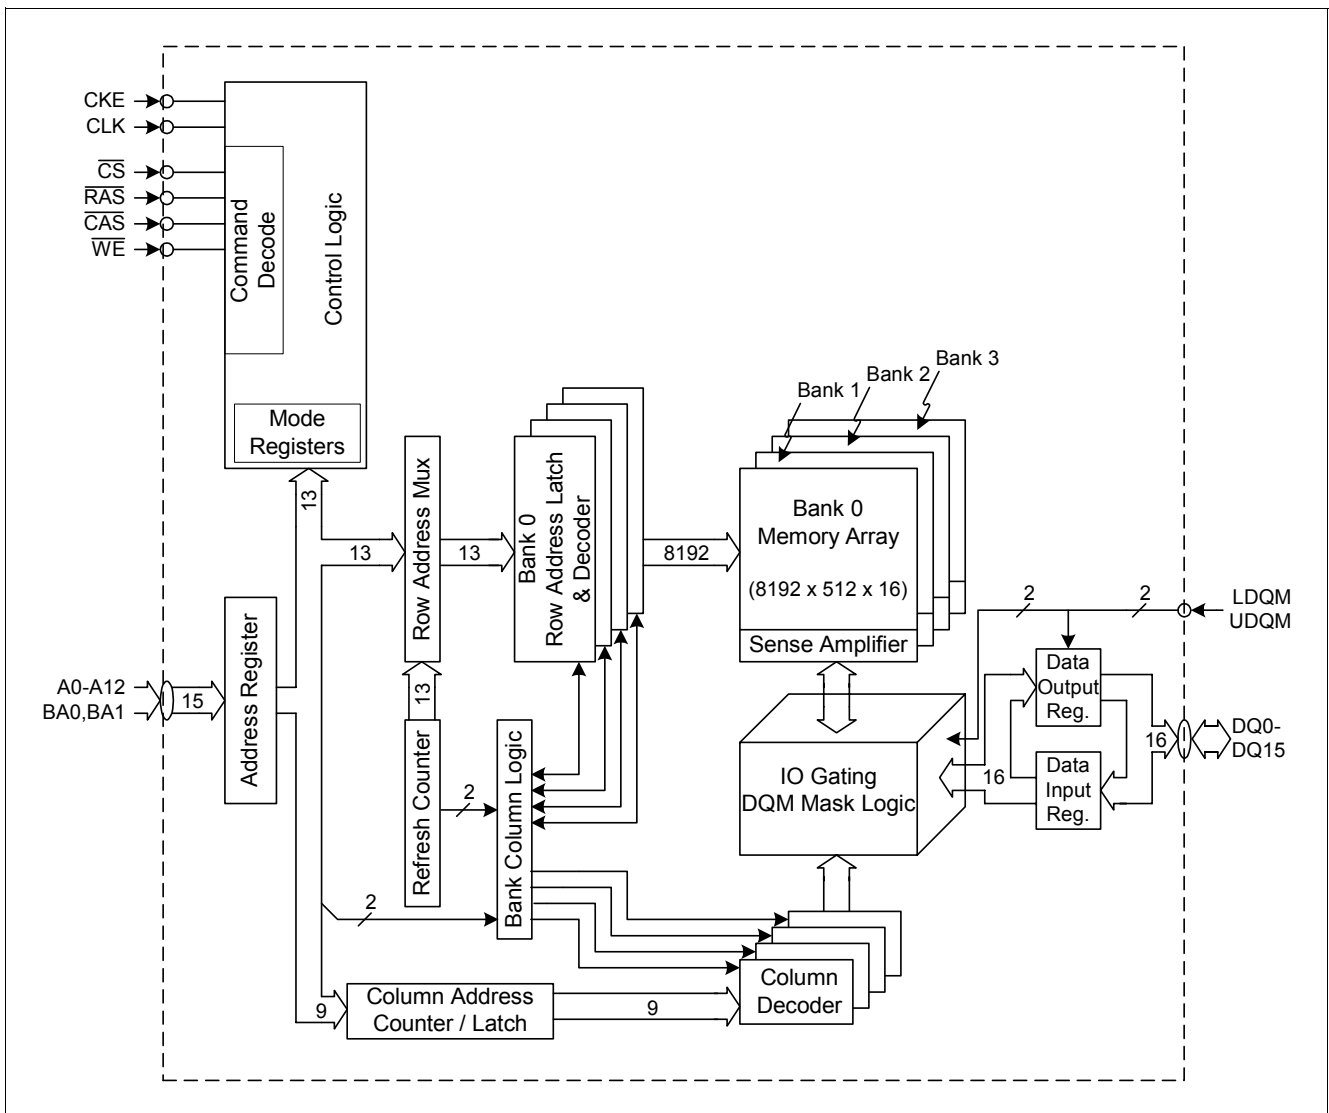 CKE
CLK
C̅S̅
R̅A̅S̅
C̅A̅S̅
W̅E̅
Command
Decode
Control Logic
Mode
Registers
13
13
Row Address Mux
13
Bank 0
Row Address Latch
& Decoder
8192
Bank 1
Bank 2
Bank 3
Bank 0
Memory Array
(8192 x 512 x 16)
Sense Amplifier
2
2
LDQM
UDQM
A0-A12
BA0,BA1
15
Address Register
13
Refresh Counter
2
Bank Column Logic
2
IO Gating
DQM Mask Logic
16
Data
Output
Reg.
Data
Input
Reg.
16
DQ0-
DQ15
9
Column Address
Counter / Latch
9
Column
Decoder